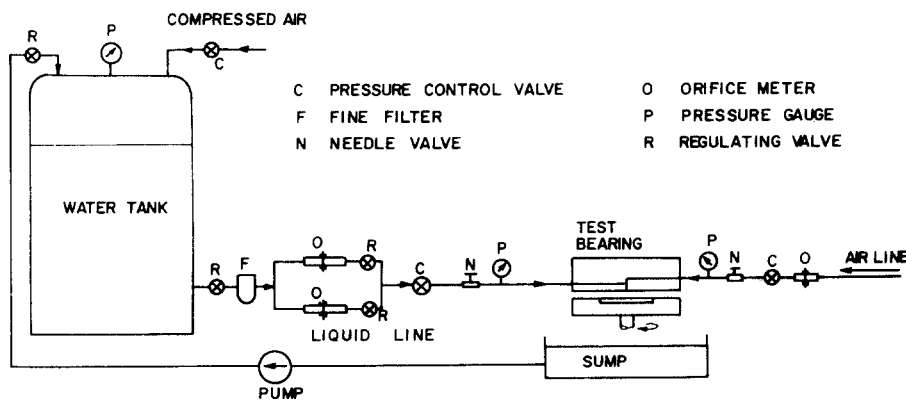 COMPRESSED AIR
R
P
C
C PRESSURE CONTROL VALVE
F FINE FILTER
N NEEDLE VALVE
O ORIFICE METER
P PRESSURE GAUGE
R REGULATING VALVE
WATER TANK
R
F
O
R
O
R
LIQUID LINE
C
N
P
TEST
BEARING
P
N
C
O
AIR LINE
SUMP
PUMP